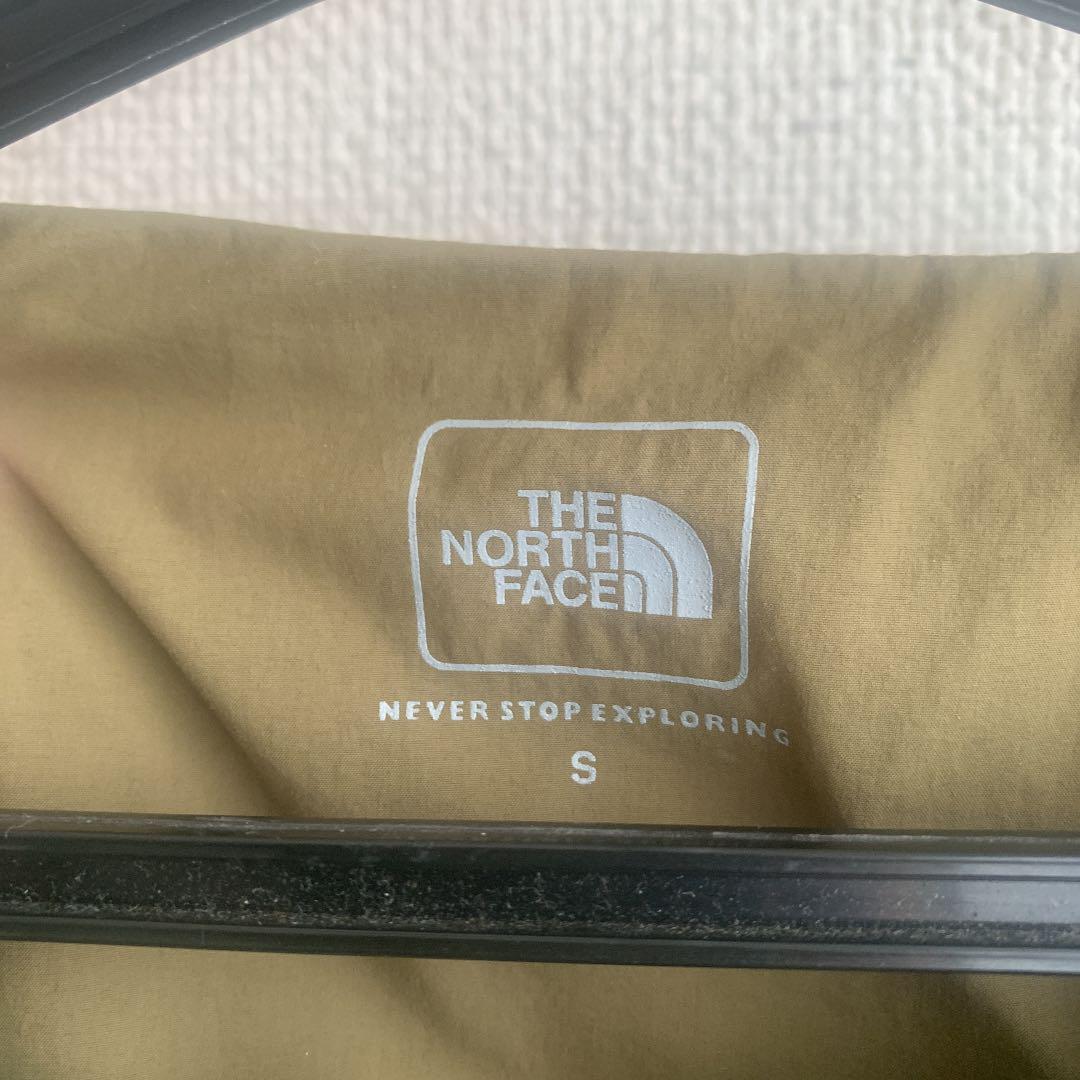 THE
NORTH
FACE
NEVER STOP EXPLORING
S